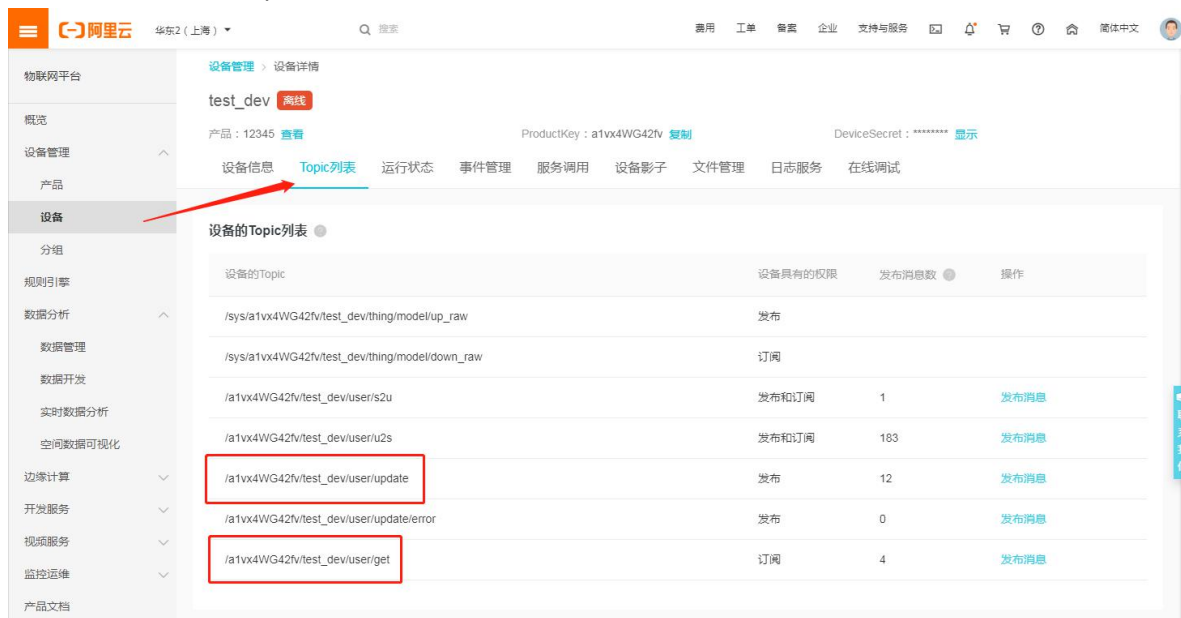 阿里云 华东2（上海） 搜索 费用 工单 备案 企业 支持与服务 简体中文
物联网平台
概览
设备管理
产品
设备
分组
规则引擎
数据分析
数据管理
数据开发
实时数据分析
空间数据可视化
边缘计算
开发服务
视频服务
监控运维
产品文档
设备管理 > 设备详情
test_dev 离线
产品：12345 查看 ProductKey：a1vx4WG42fv 复制 DeviceSecret：******** 显示
设备信息 Topic列表 运行状态 事件管理 服务调用 设备影子 文件管理 日志服务 在线调试
设备的Topic列表
设备的Topic 设备具有的权限 发布消息数 操作
/sys/a1vx4WG42fv/test_dev/thing/model/up_raw 发布
/sys/a1vx4WG42fv/test_dev/thing/model/down_raw 订阅
/a1vx4WG42fv/test_dev/user/s2u 发布和订阅 1 发布消息
/a1vx4WG42fv/test_dev/user/u2s 发布和订阅 183 发布消息
/a1vx4WG42fv/test_dev/user/update 发布 12 发布消息
/a1vx4WG42fv/test_dev/user/update/error 发布 0 发布消息
/a1vx4WG42fv/test_dev/user/get 订阅 4 发布消息